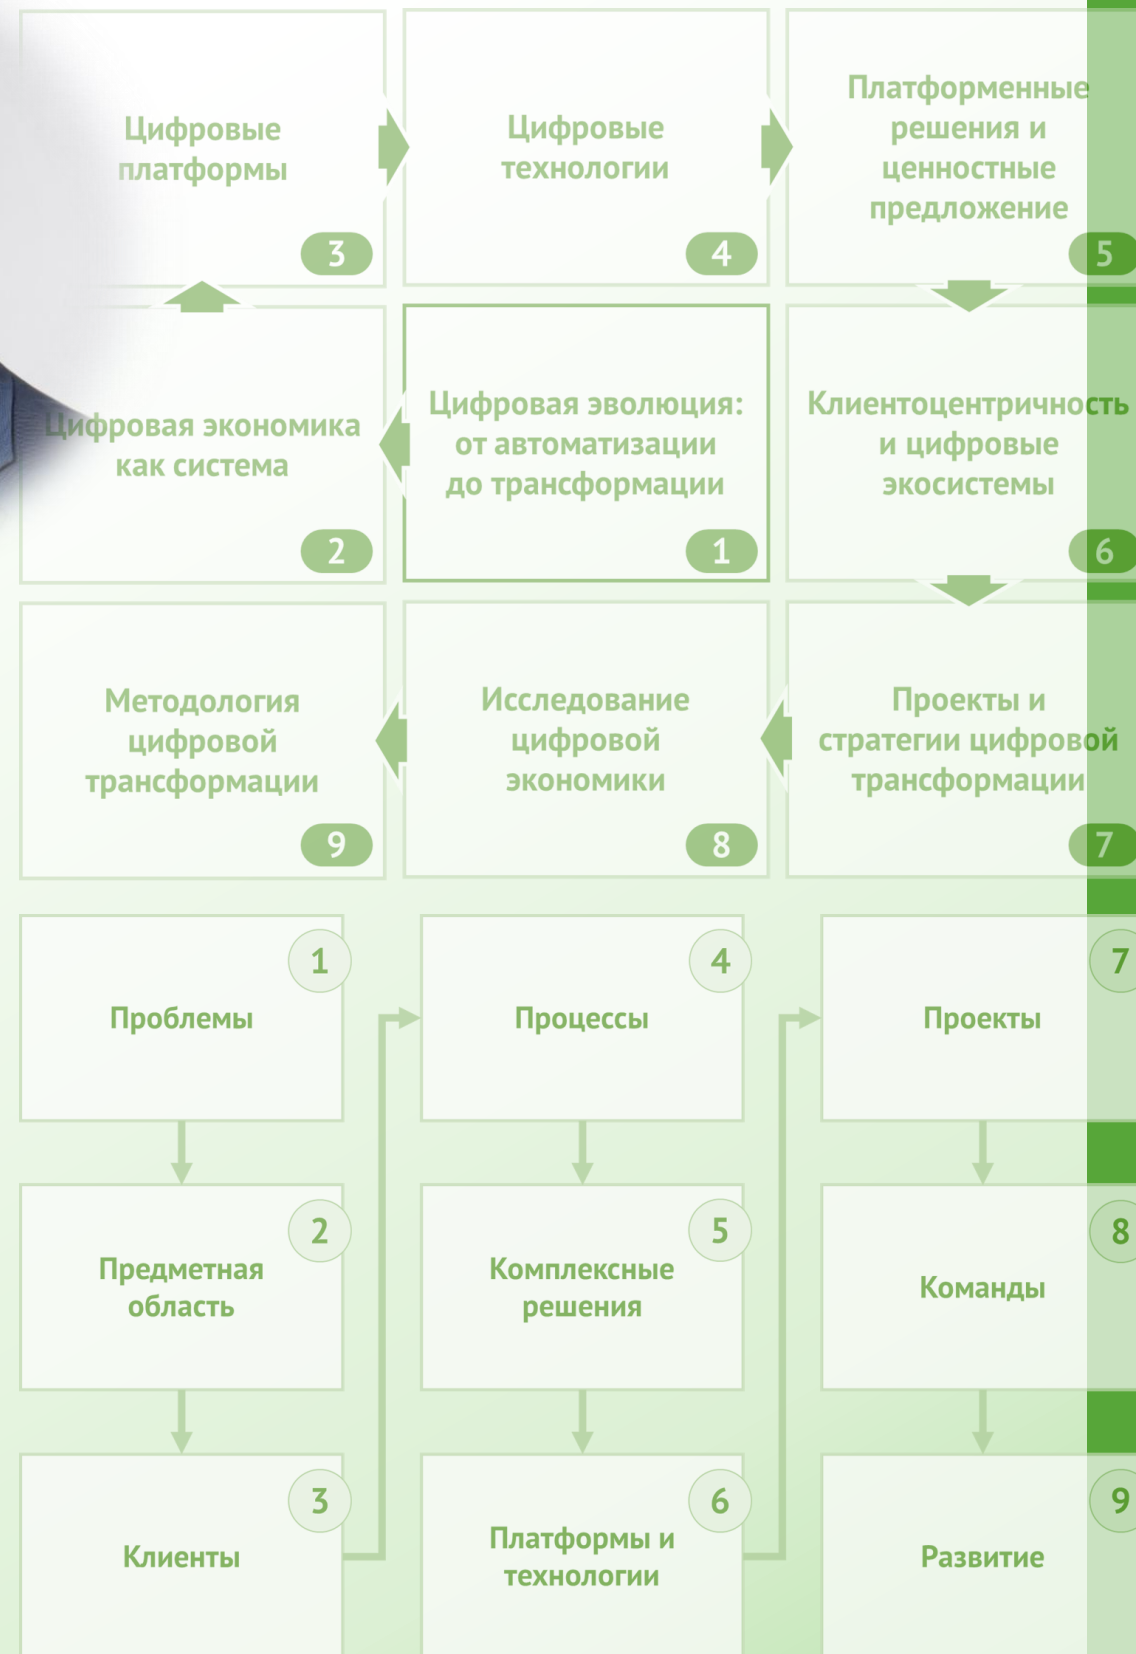 Цифровые
платформы
3
Цифровые
технологии
4
Платформенные
решения и
ценностные
предложение
5
Цифровая экономика
как система
2
Цифровая эволюция:
от автоматизации
до трансформации
1
Клиентоцентричность
и цифровые
экосистемы
6
Методология
цифровой
трансформации
9
Исследование
цифровой
экономики
8
Проекты и
стратегии цифровой
трансформации
7
1
Проблемы
4
Процессы
7
Проекты
2
Предметная
область
5
Комплексные
решения
8
Команды
3
Клиенты
6
Платформы и
технологии
9
Развитие